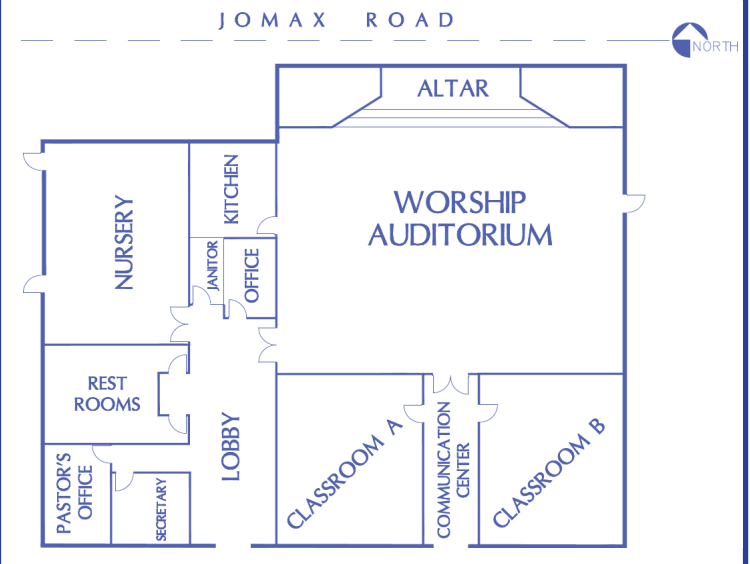 JOMAX ROAD
NORTH
ALTAR
WORSHIP
AUDITORIUM
KITCHEN
NURSERY
JANITOR
OFFICE
REST
ROOMS
LOBBY
CLASSROOM A
COMMUNICATION
CENTER
CLASSROOM B
PASTOR'S
OFFICE
SECRETARY